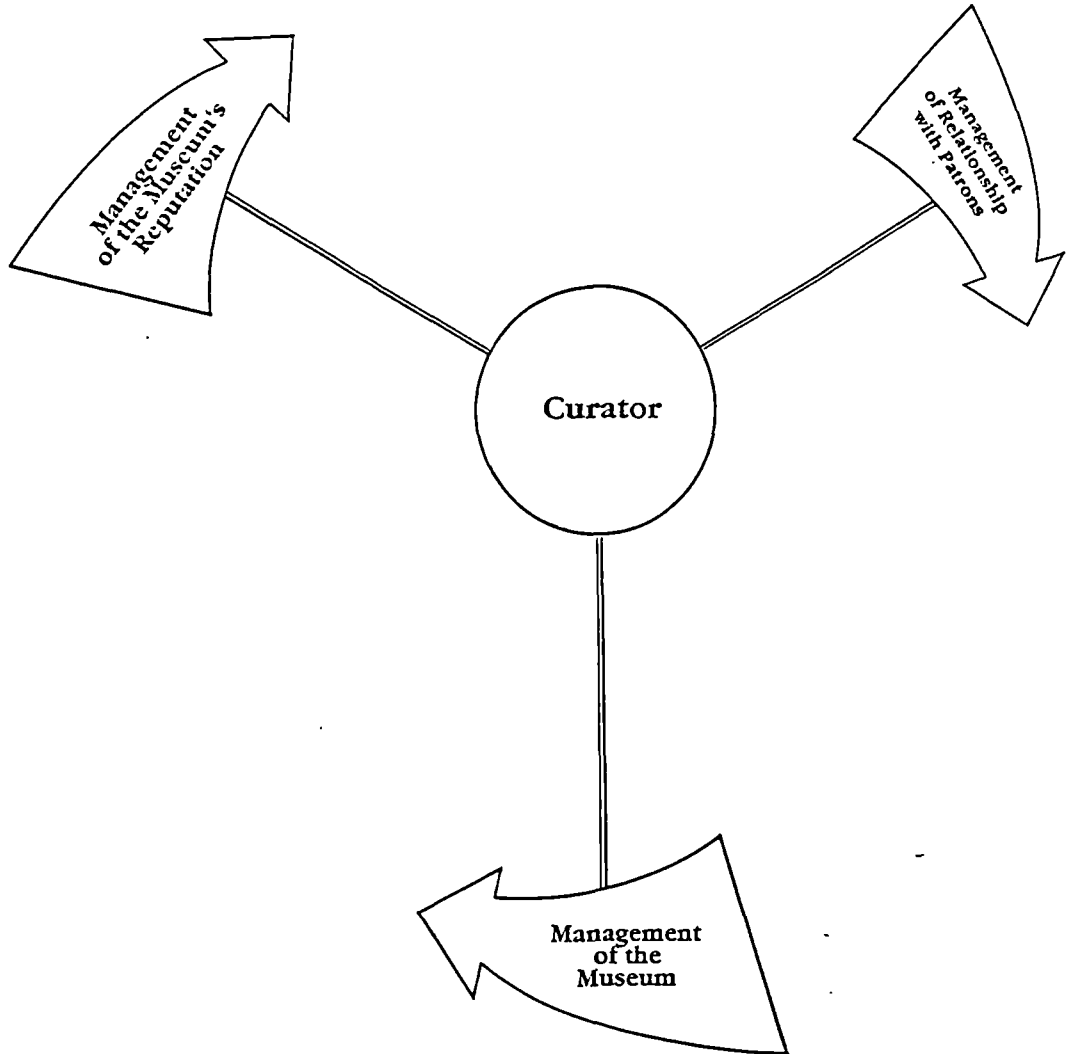 Management
of the Museum's
Reputation
Management
of Relationship
with Patrons
Curator
Management
of the
Museum